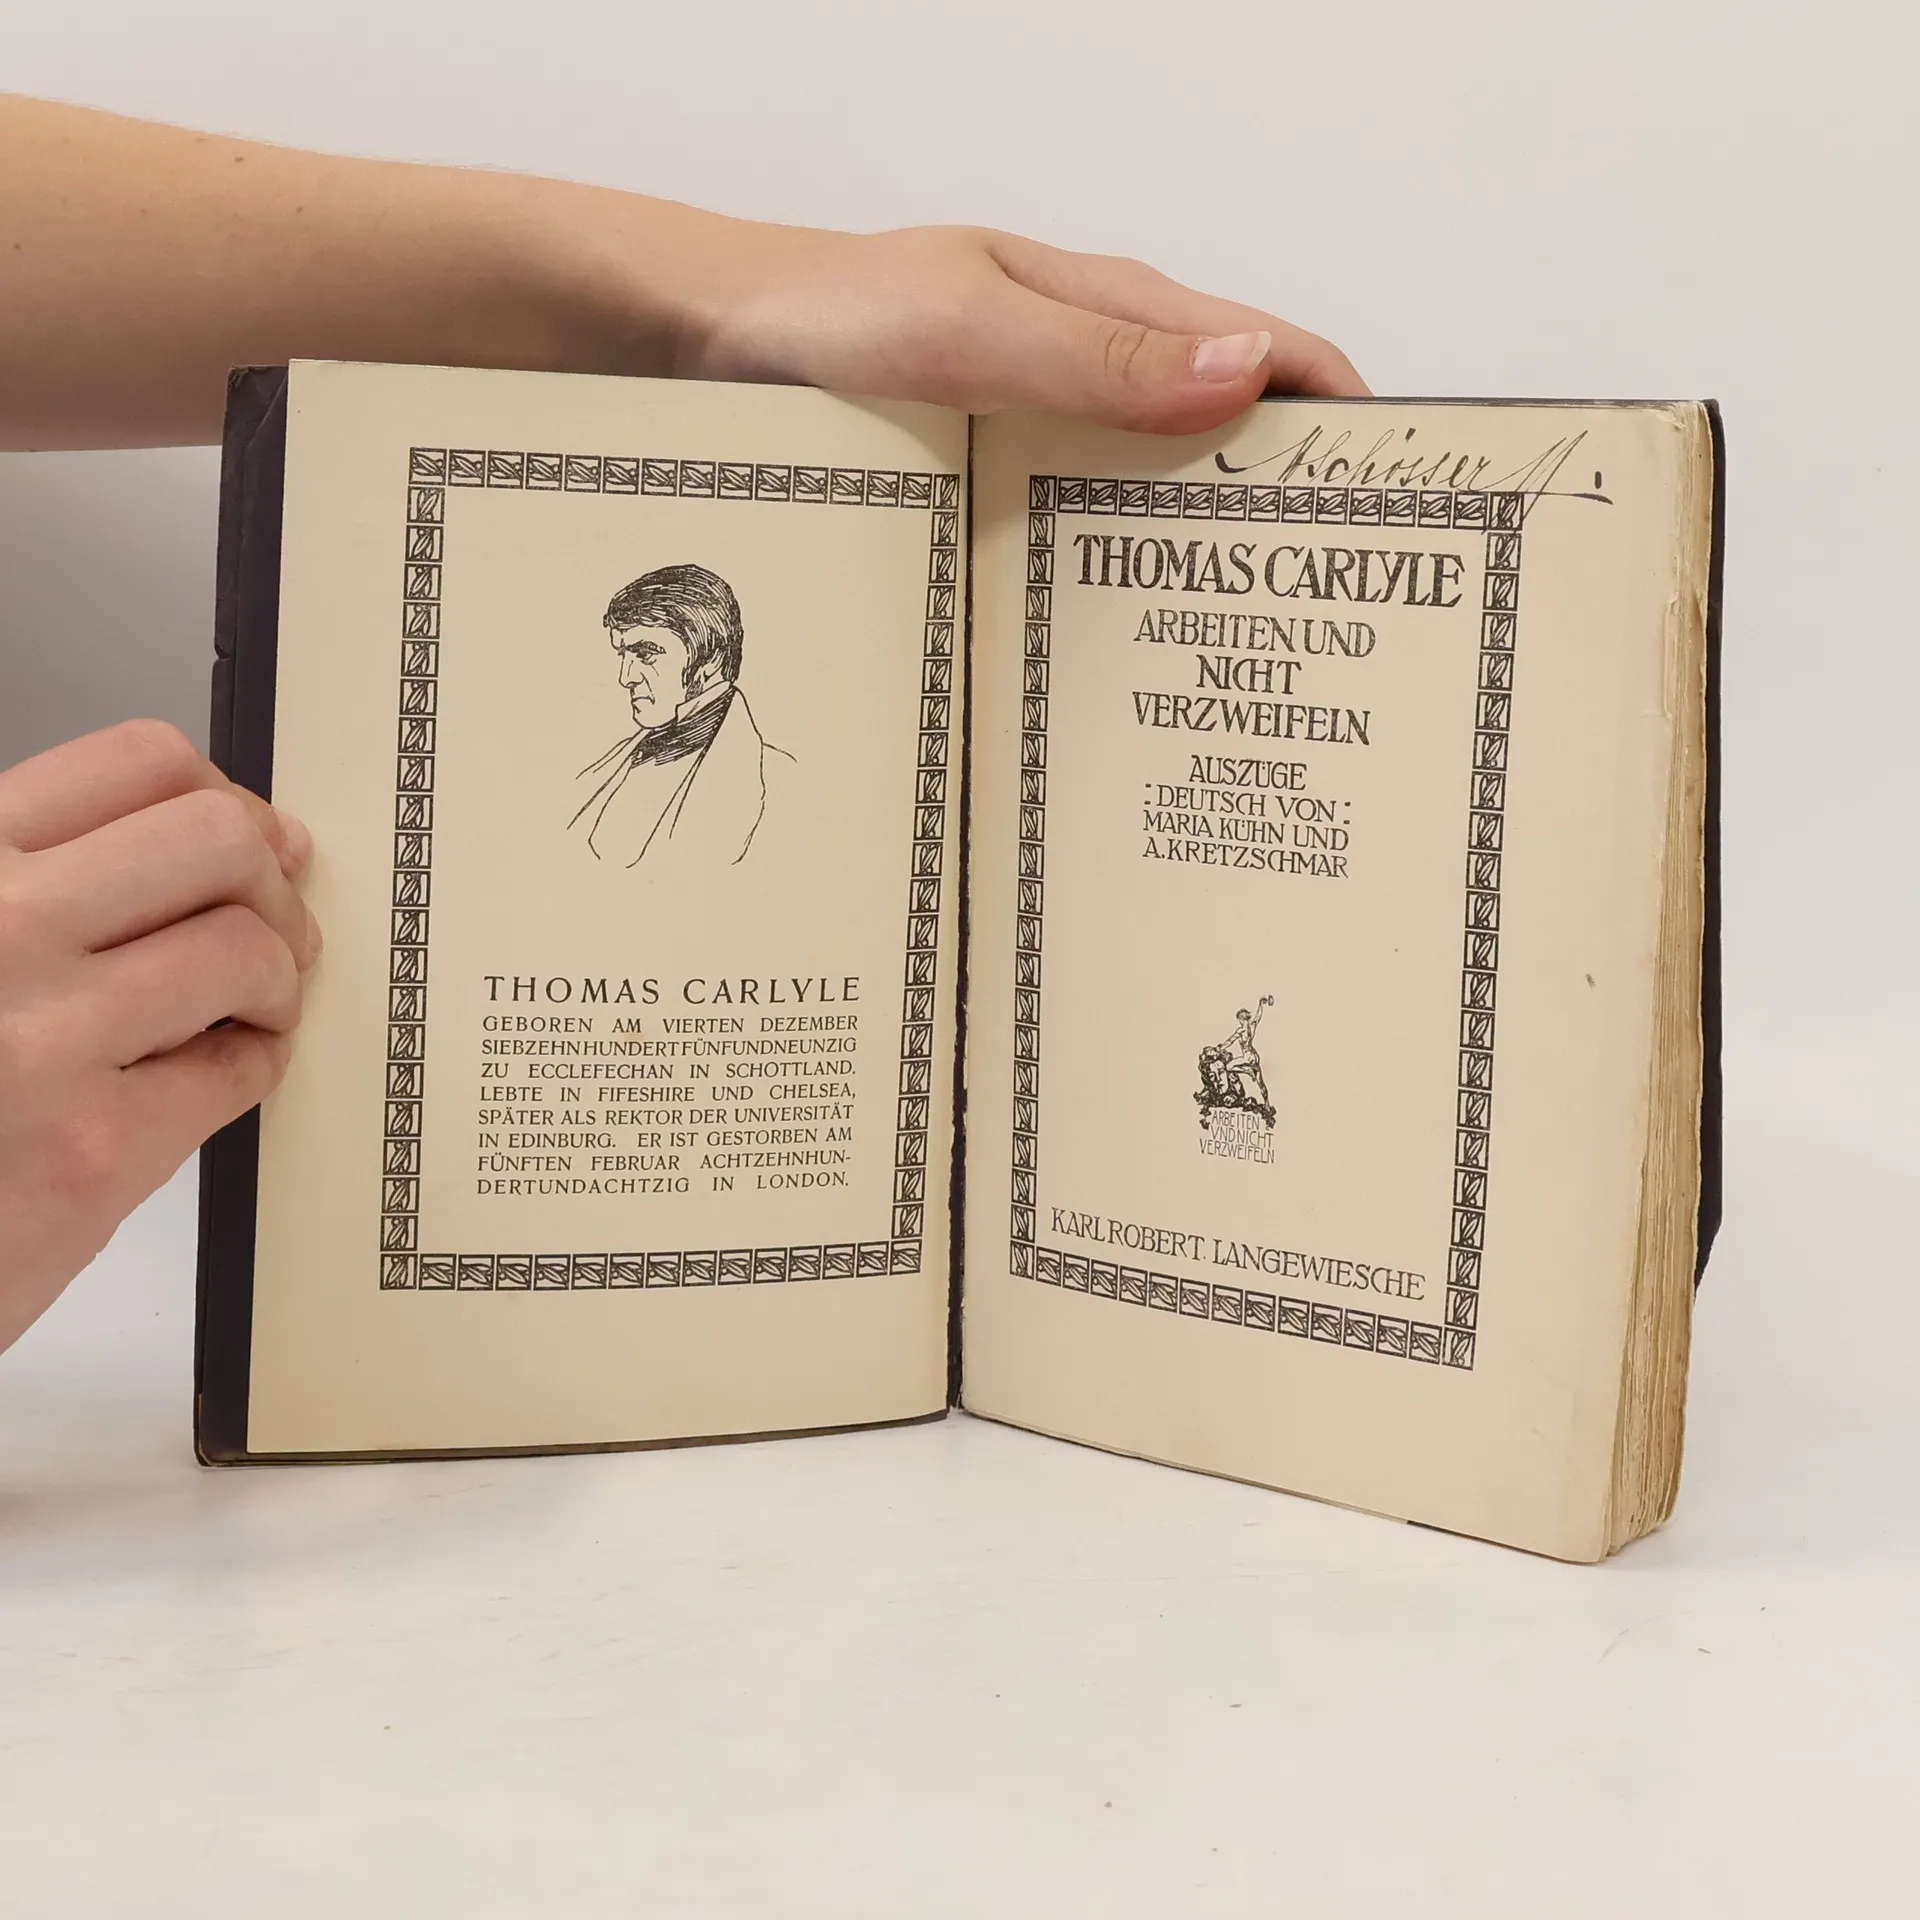 THOMAS CARLYLE
GEBOREN AM VIERTEN DEZEMBER
SIEBZEHNHUNDERTFÜNFUNDNEUNZIG
ZU ECCLEFECHAN IN SCHOTTLAND.
LEBTE IN FIFESHIRE UND CHELSEA,
SPÄTER ALS REKTOR DER UNIVERSITÄT
IN EDINBURG. ER IST GESTORBEN AM
FÜNFTEN FEBRUAR ACHTZEHNHUN-
DERTUNDACHTZIG IN LONDON.
Schösser
THOMAS CARLYLE
ARBEITEN UND
NICHT
VERZWEIFELN
AUSZÜGE
: DEUTSCH VON :
MARIA KÜHN UND
A. KRETZSCHMAR
ARBEITEN
UND NICHT
VERZWEIFELN
KARL ROBERT LANGEWIESCHE